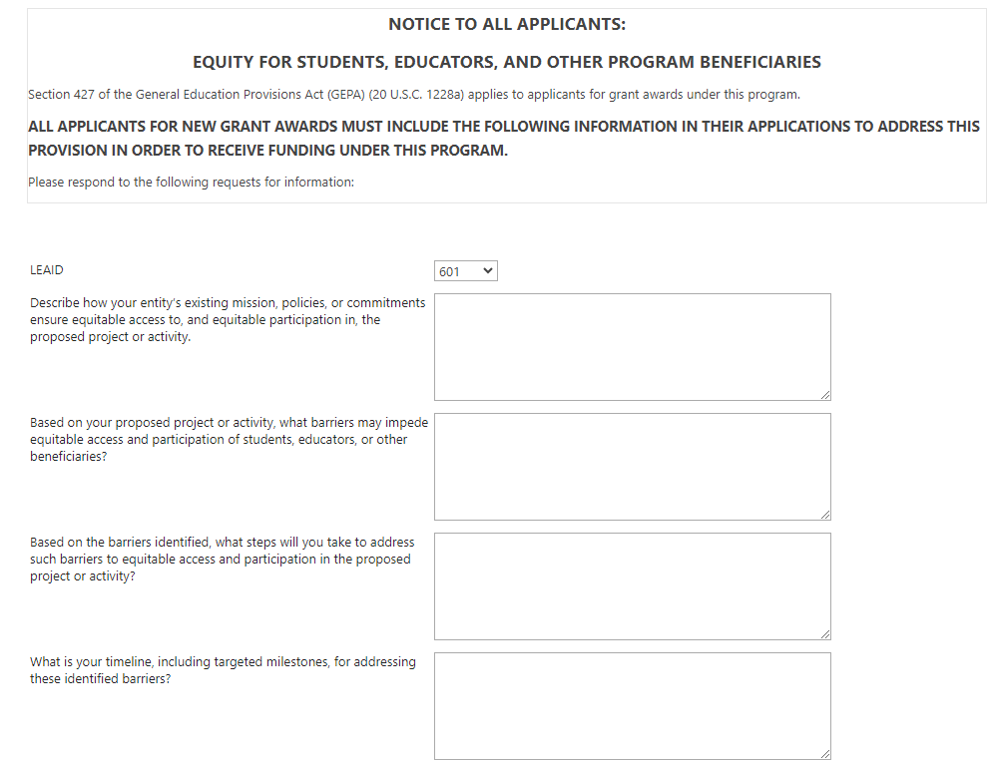 NOTICE TO ALL APPLICANTS:
EQUITY FOR STUDENTS, EDUCATORS, AND OTHER PROGRAM BENEFICIARIES
Section 427 of the General Education Provisions Act (GEPA) (20 U.S.C. 1228a) applies to applicants for grant awards under this program.
ALL APPLICANTS FOR NEW GRANT AWARDS MUST INCLUDE THE FOLLOWING INFORMATION IN THEIR APPLICATIONS TO ADDRESS THIS
PROVISION IN ORDER TO RECEIVE FUNDING UNDER THIS PROGRAM.
Please respond to the following requests for information:
LEAID
601
Describe how your entity's existing mission, policies, or commitments
ensure equitable access to, and equitable participation in, the
proposed project or activity.
Based on your proposed project or activity, what barriers may impede
equitable access and participation of students, educators, or other
beneficiaries?
Based on the barriers identified, what steps will you take to address
such barriers to equitable access and participation in the proposed
project or activity?
What is your timeline, including targeted milestones, for addressing
these identified barriers?